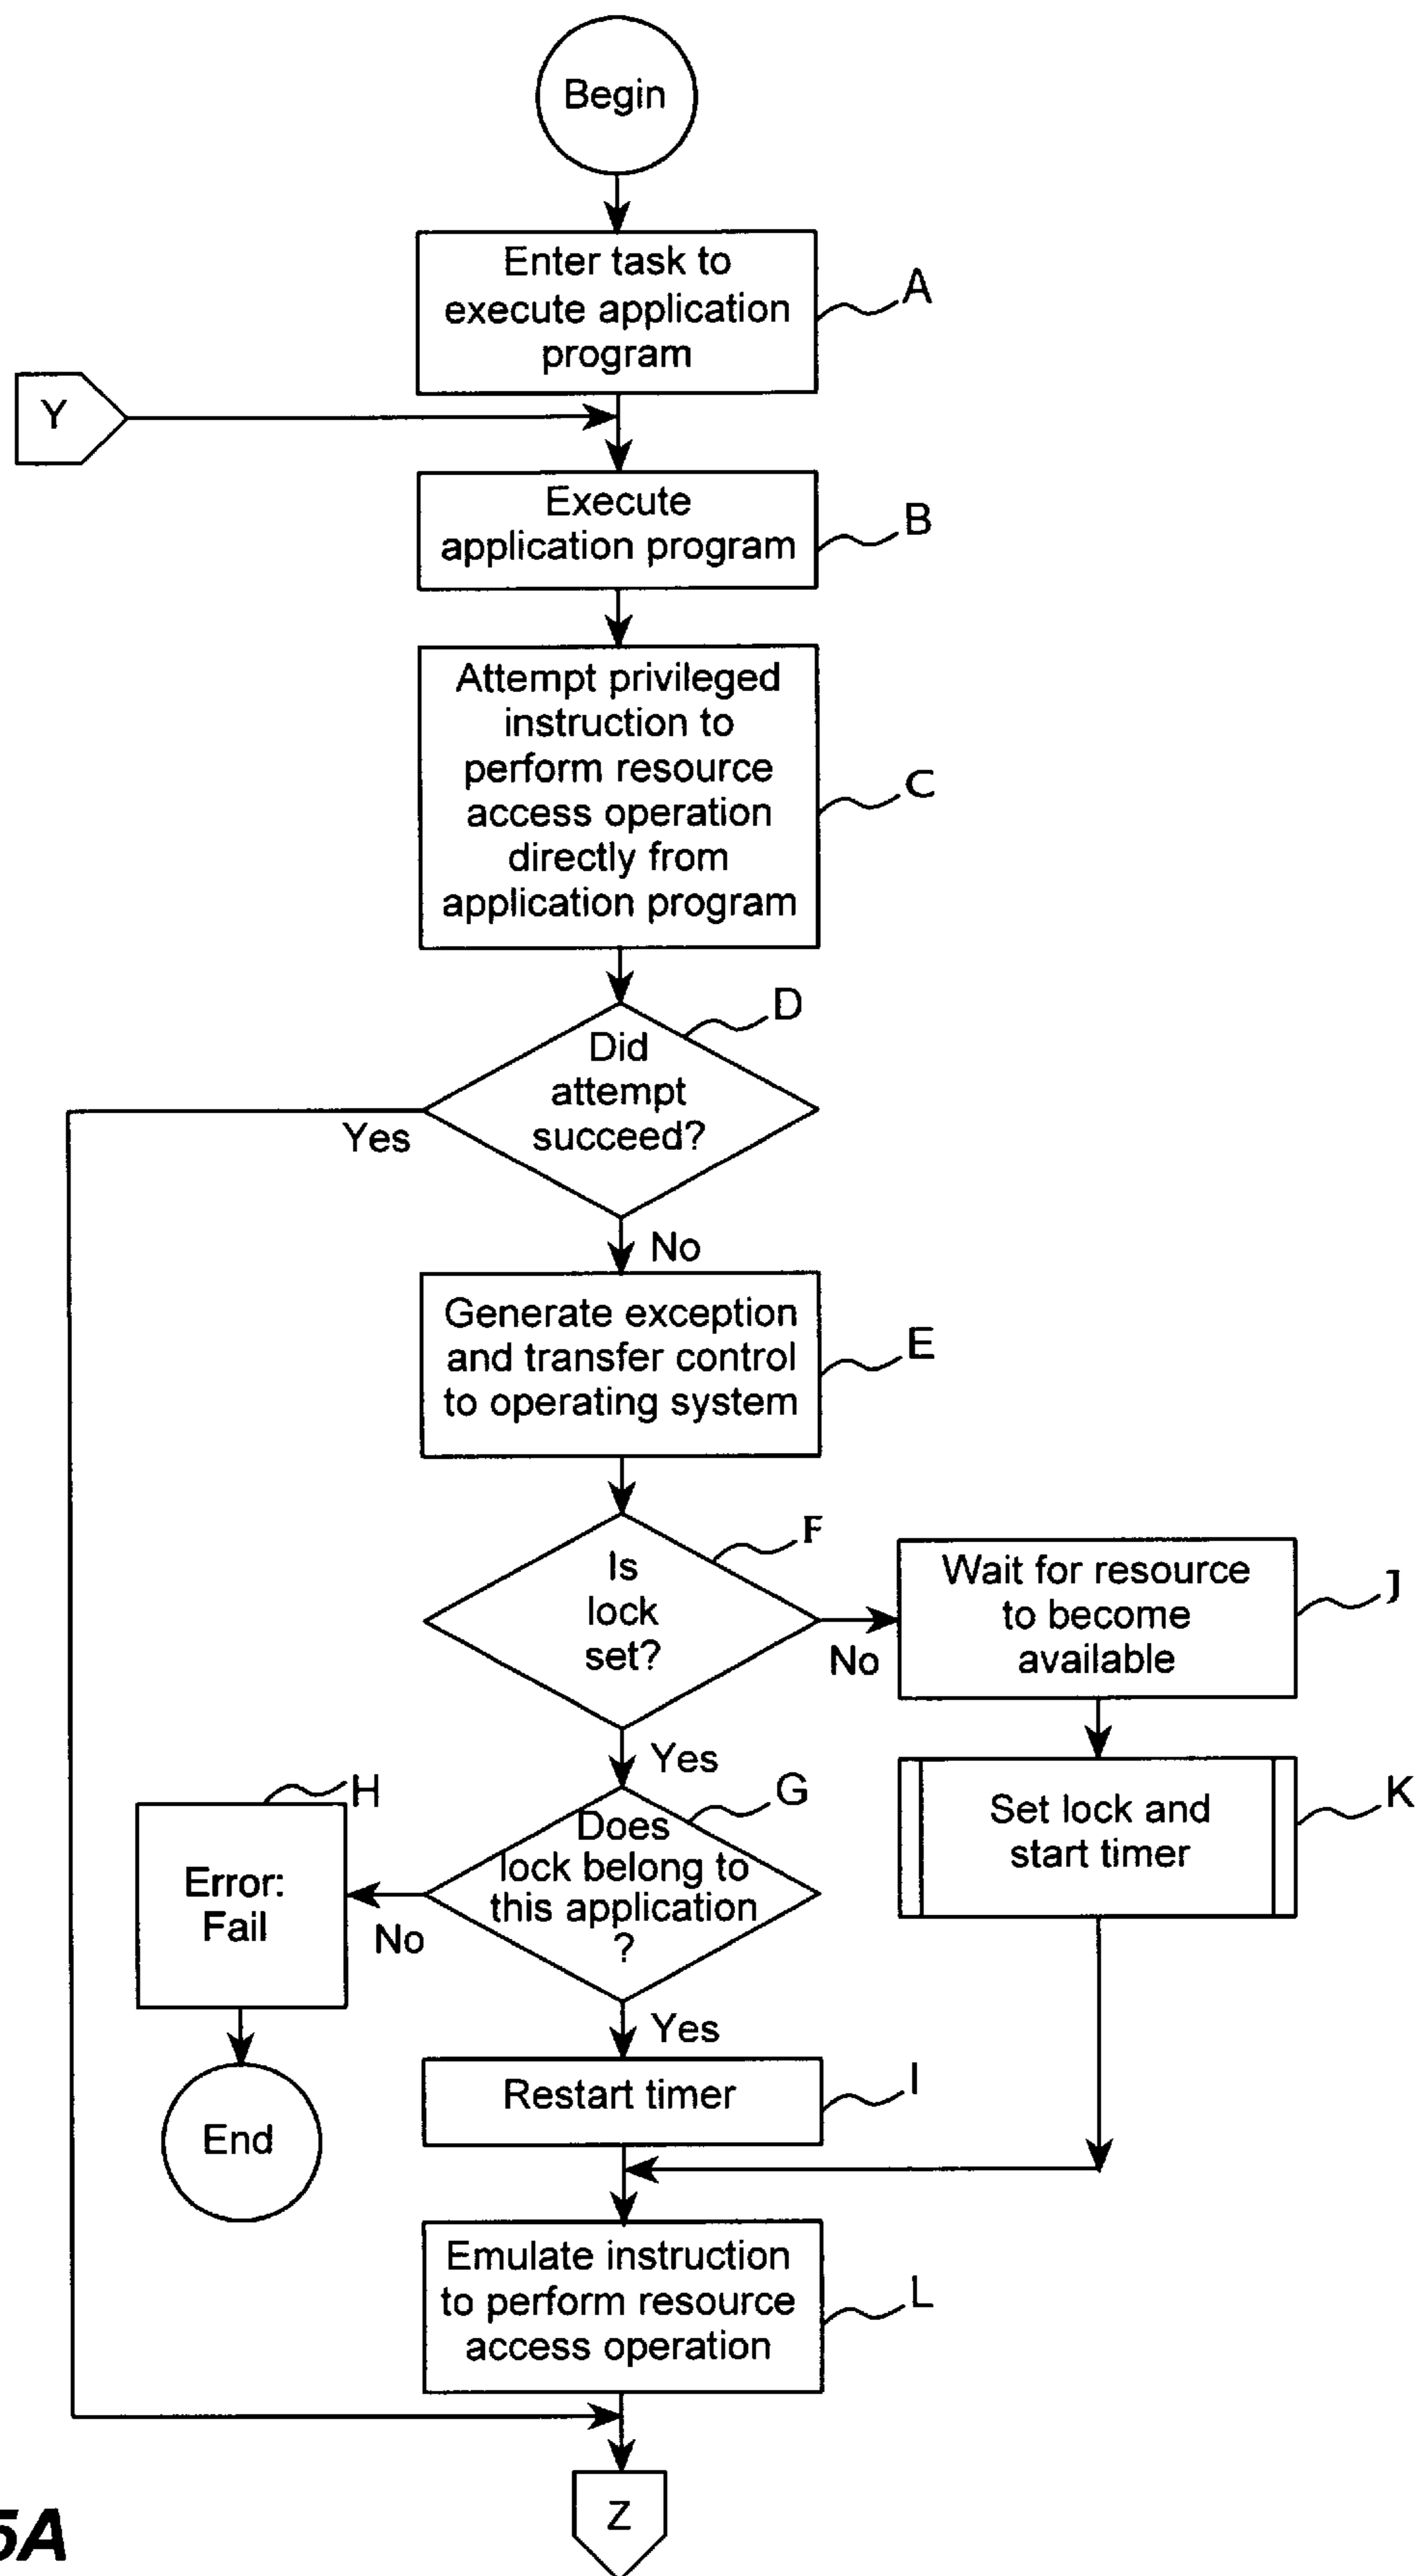 Begin
Enter task to
execute application
program
A
Y
Execute
application program
B
Attempt privileged
instruction to
perform resource
access operation
directly from
application program
C
D
Did
attempt
succeed?
Yes
No
Generate exception
and transfer control
to operating system
E
F
Is
lock
set?
No
Wait for resource
to become
available
J
Yes
Set lock and
start timer
K
G
Does
lock belong to
this application
?
H
Error:
Fail
No
End
Yes
Restart timer
I
Emulate instruction
to perform resource
access operation
L
Z
5A